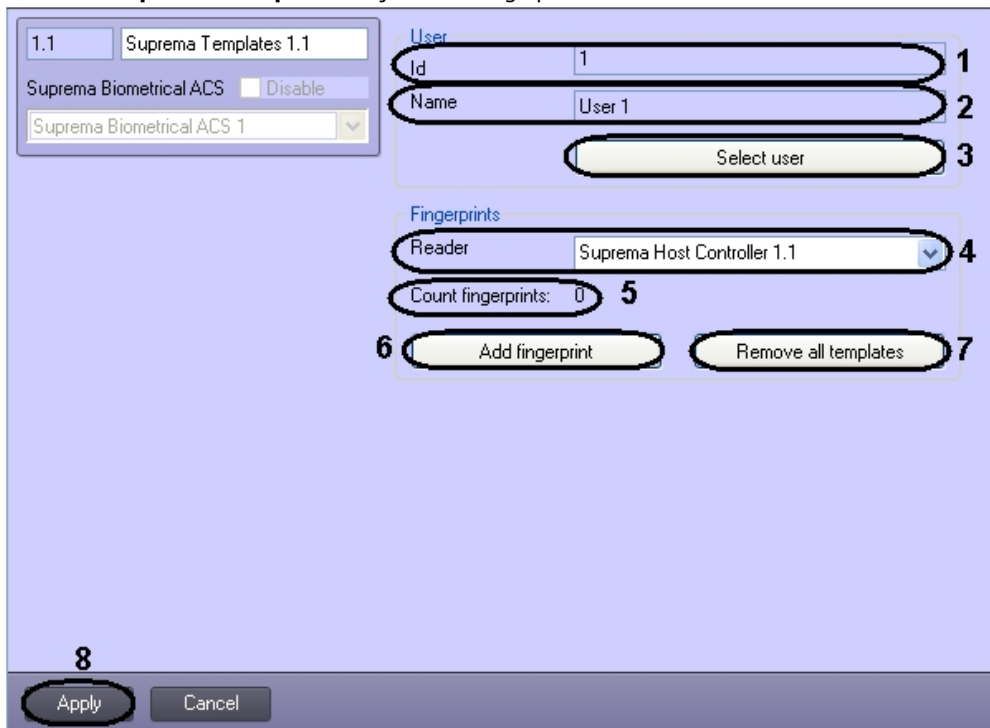 1.1 Suprema Templates 1.1
Suprema Biometrical ACS Disable
Suprema Biometrical ACS 1
User
Id 1 1
Name User 1 2
Select user 3
Fingerprints
Reader Suprema Host Controller 1.1 4
Count fingerprints: 0 5
6 Add fingerprint Remove all templates 7
8
Apply Cancel